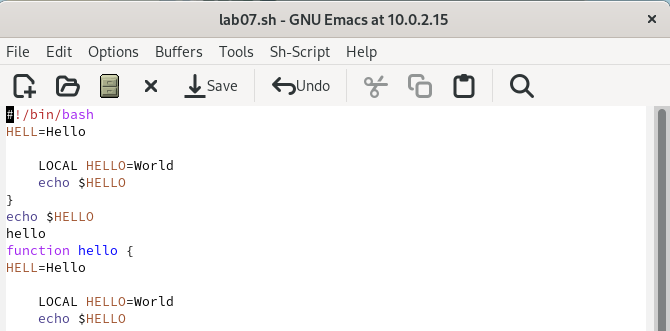 lab07.sh - GNU Emacs at 10.0.2.15
File Edit Options Buffers Tools Sh-Script Help
Save Undo
#!/bin/bash
HELL=Hello
LOCAL HELLO=World
echo $HELLO
}
echo $HELLO
hello
function hello {
HELL=Hello
LOCAL HELLO=World
echo $HELLO